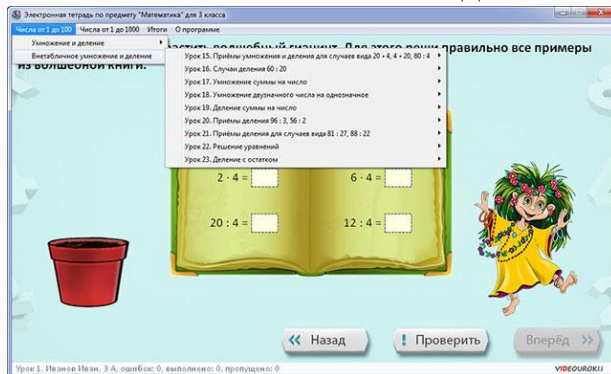 Электронная тетрадь по предмету "Математика" для 3 класса
Числа от 1 до 100 Числа от 1 до 1000 Итоги О программе
Умножение и деление
Внетабличное умножение и деление
волшебный гиацинт. Для этого реши правильно все примеры
из волшебной книги.
Урок 15. Приёмы умножения и деления для случаев вида 20 • 4, 4 • 20, 80 : 4
Урок 16. Случаи деления 60 : 20
Урок 17. Умножение суммы на число
Урок 18. Умножение двузначного числа на однозначное
Урок 19. Деление суммы на число
Урок 20. Приёмы деления 96 : 3, 56 : 2
Урок 21. Приёмы деления для случаев вида 81 : 27, 88 : 22
Урок 22. Решение уравнений
Урок 23. Деление с остатком
2 · 4 = 6 · 4 =
20 : 4 = 12 : 4 =
Назад ! Проверить Вперёд
Урок 1, Иванов Иван, 3 А, ошибок: 0, выполнено: 0, пропущено: 0
VIDEOUROKI